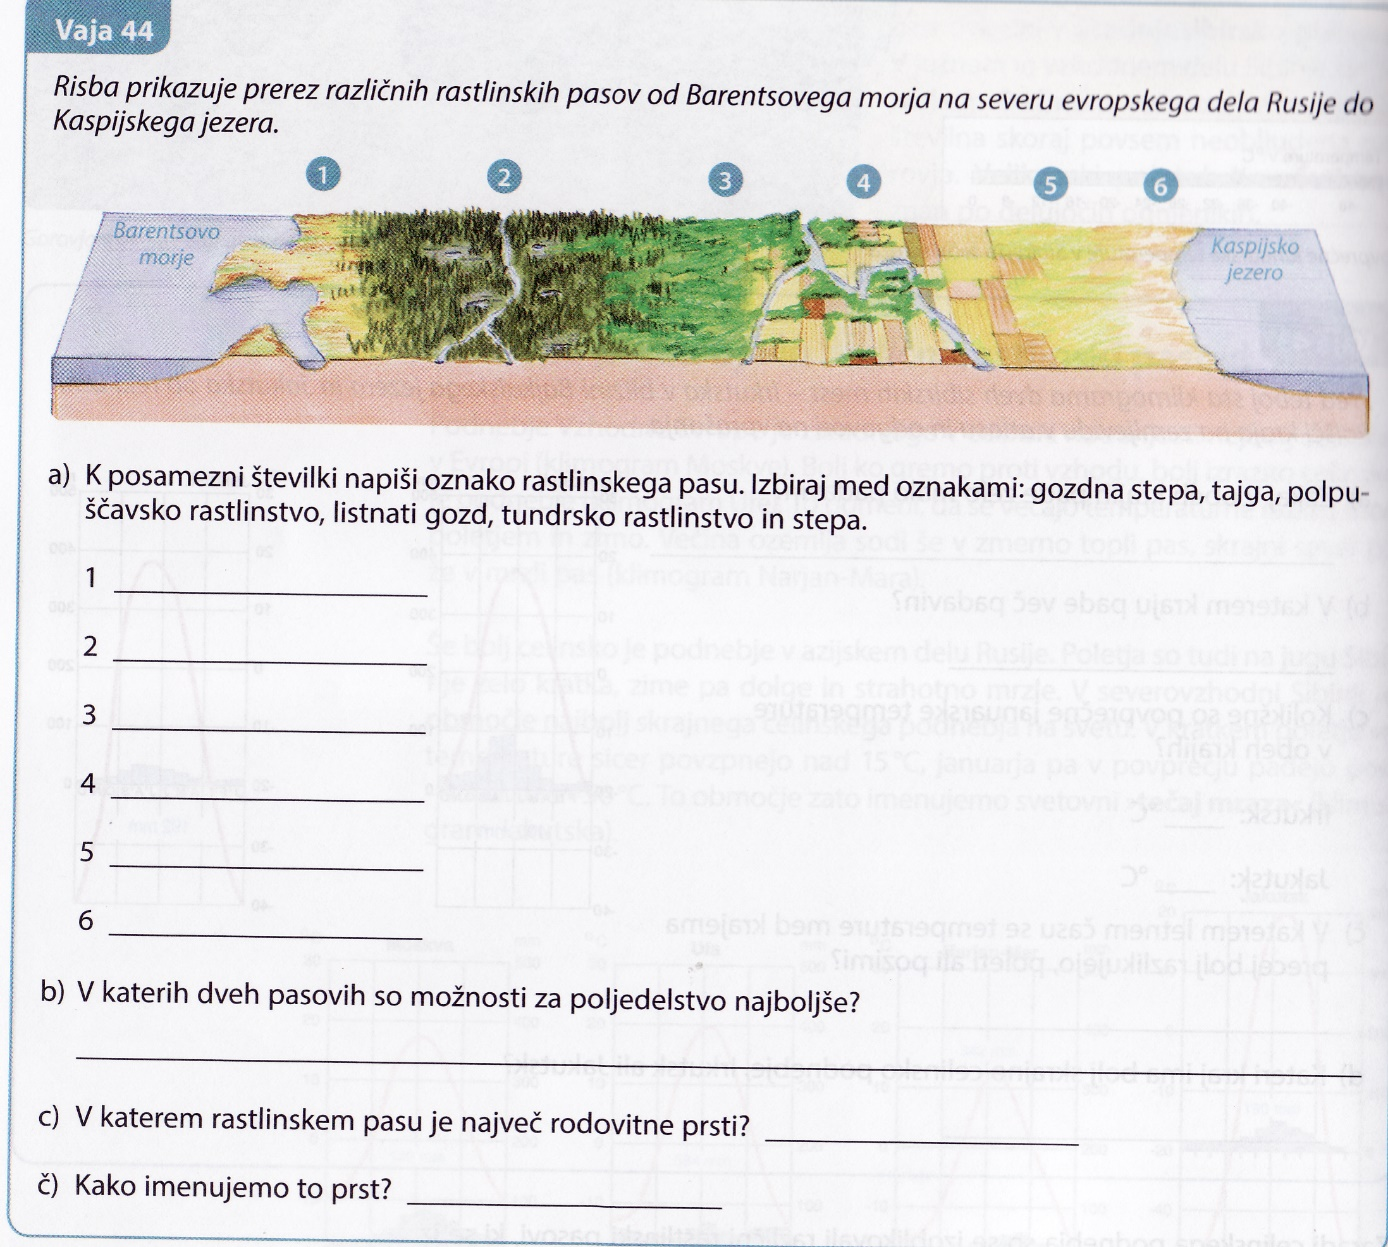 Vaja 44
Risba prikazuje prerez različnih rastlinskih pasov od Barentsovega morja na severu evropskega dela Rusije do
Kaspijskega jezera.
1 2 3 4 5 6
Barentsovo
morje
Kaspijsko
jezero
a) K posamezni številki napiši oznako rastlinskega pasu. Izbiraj med oznakami: gozdna stepa, tajga, polpu-
ščavsko rastlinstvo, listnati gozd, tundrsko rastlinstvo in stepa.
1
2
3
4
5
6
b) V katerih dveh pasovih so možnosti za poljedelstvo najboljše?
c) V katerem rastlinskem pasu je največ rodovitne prsti?
č) Kako imenujemo to prst?